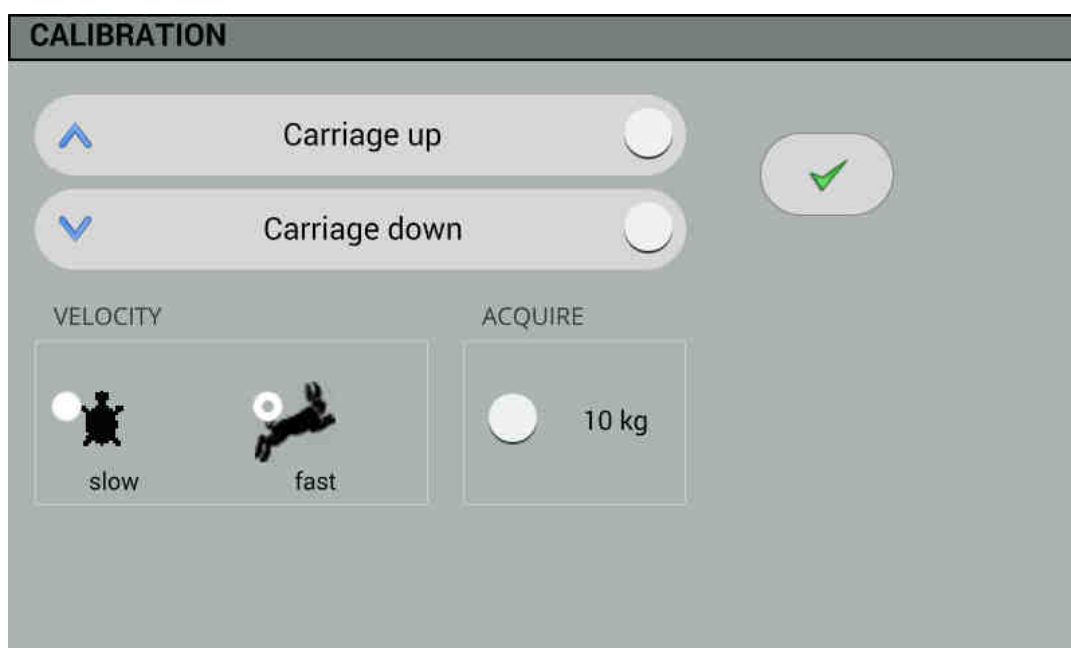 CALIBRATION
Carriage up
Carriage down
VELOCITY
ACQUIRE
10 kg
slow
fast